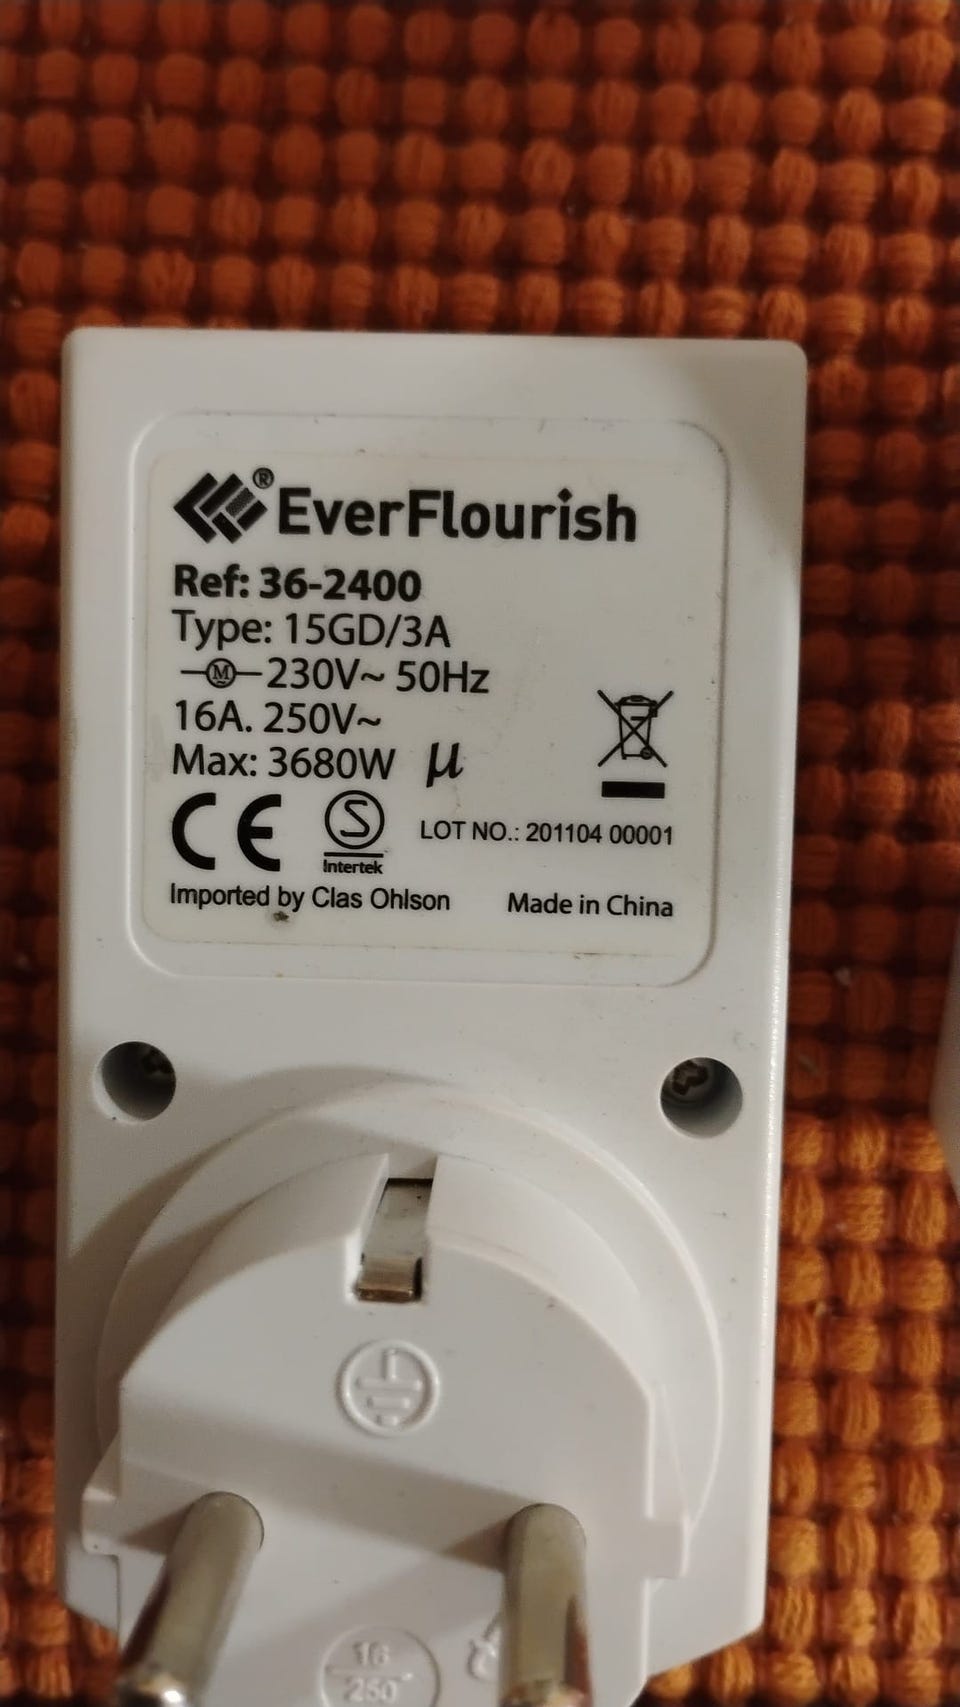 ® EverFlourish
Ref: 36-2400
Type: 15GD/3A
M 230V~ 50Hz
16A. 250V~
Max: 3680W µ
CE S
Intertek
LOT NO.: 201104 00001
Imported by Clas Ohlson
Made in China
16
250